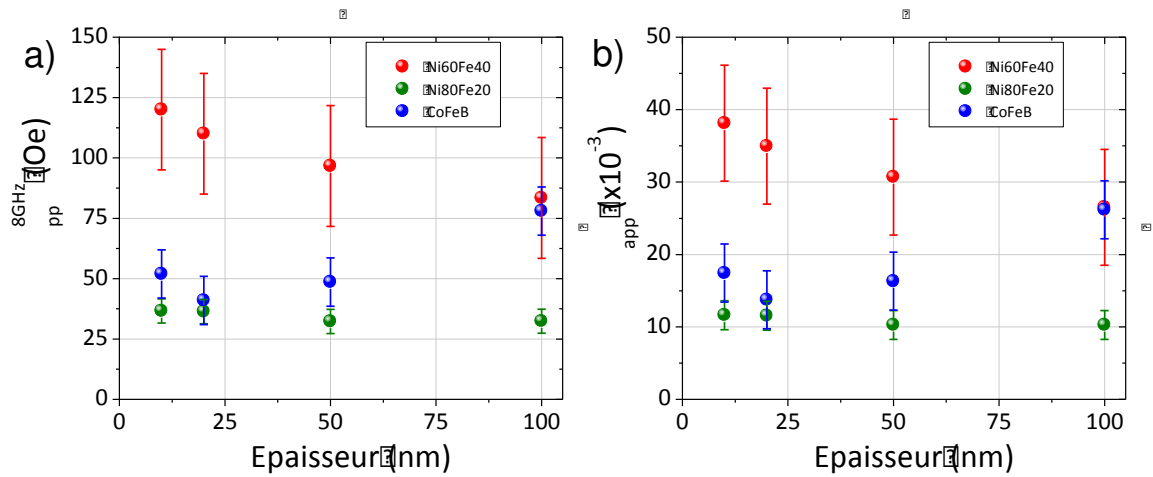 a)
8GHz
pp (Oe)
150
125
100
75
50
25
0
Ni60Fe40
Ni80Fe20
CoFeB
0 25 50 75 100
Epaisseur (nm)
b)
app (x10-3)
50
40
30
20
10
0
Ni60Fe40
Ni80Fe20
CoFeB
0 25 50 75 100
Epaisseur (nm)